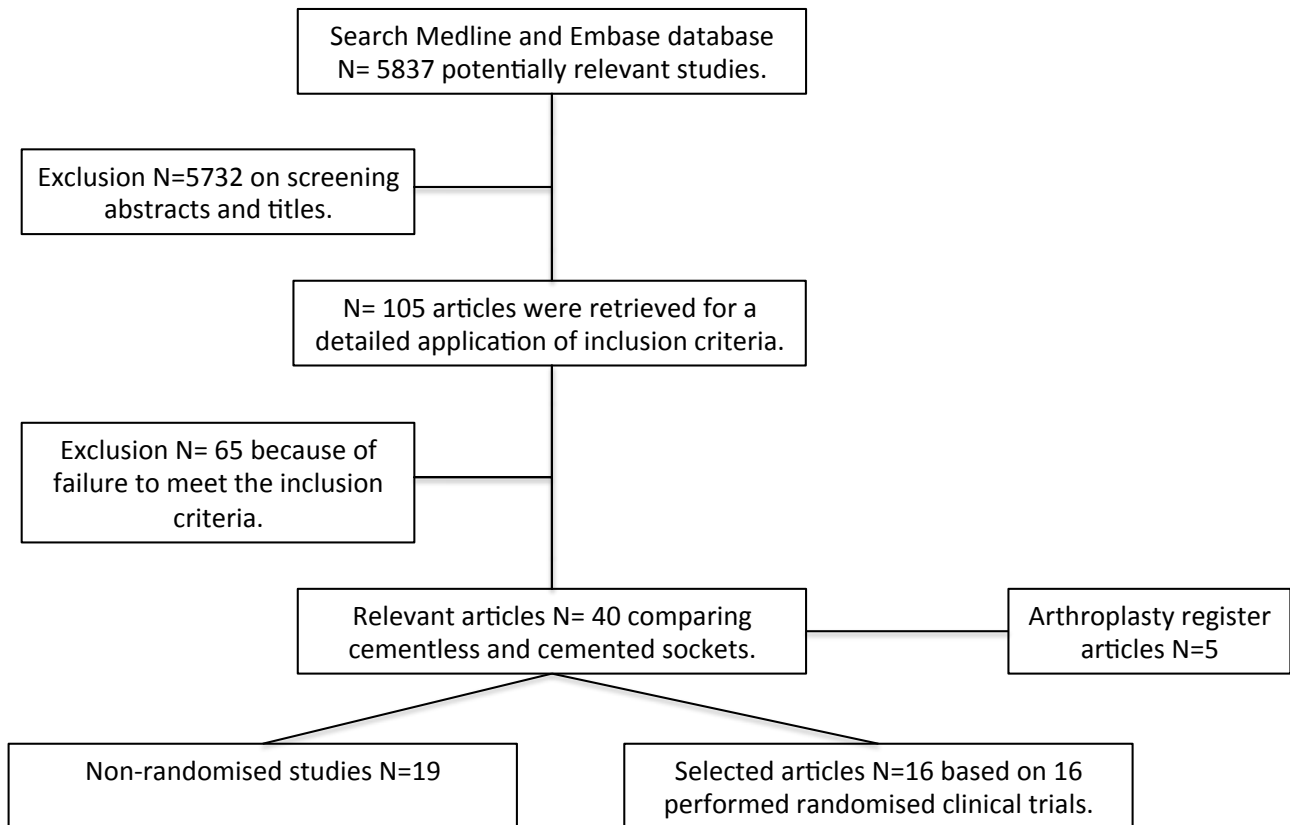 Search Medline and Embase database
N= 5837 potentially relevant studies.
Exclusion N=5732 on screening
abstracts and titles.
N= 105 articles were retrieved for a
detailed application of inclusion criteria.
Exclusion N= 65 because of
failure to meet the inclusion
criteria.
Relevant articles N= 40 comparing
cementless and cemented sockets.
Arthroplasty register
articles N=5
Non-randomised studies N=19
Selected articles N=16 based on 16
performed randomised clinical trials.